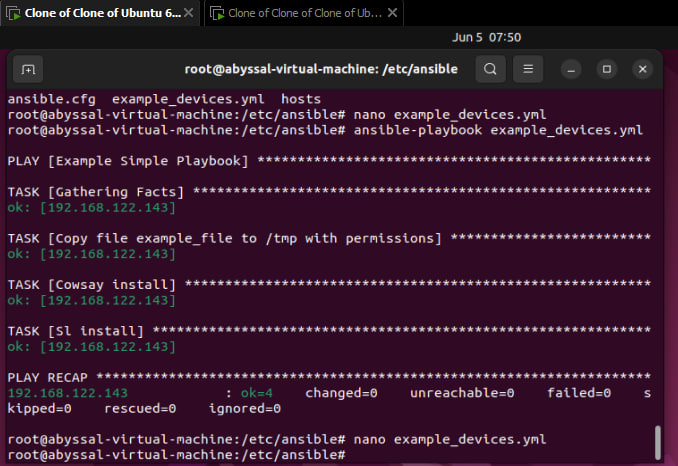 Clone of Clone of Ubuntu 6...
Clone of Clone of Clone of Ub...
Jun 5 07:50
root@abyssal-virtual-machine: /etc/ansible
ansible.cfg example_devices.yml hosts
root@abyssal-virtual-machine:/etc/ansible# nano example_devices.yml
root@abyssal-virtual-machine:/etc/ansible# ansible-playbook example_devices.yml
PLAY [Example Simple Playbook] **************************************************
TASK [Gathering Facts] **********************************************************
ok: [192.168.122.143]
TASK [Copy file example_file to /tmp with permissions] **************************
ok: [192.168.122.143]
TASK [Cowsay install] ***********************************************************
ok: [192.168.122.143]
TASK [Sl install] ***************************************************************
ok: [192.168.122.143]
PLAY RECAP **********************************************************************
192.168.122.143 : ok=4 changed=0 unreachable=0 failed=0 s
kipped=0 rescued=0 ignored=0
root@abyssal-virtual-machine:/etc/ansible# nano example_devices.yml
root@abyssal-virtual-machine:/etc/ansible#